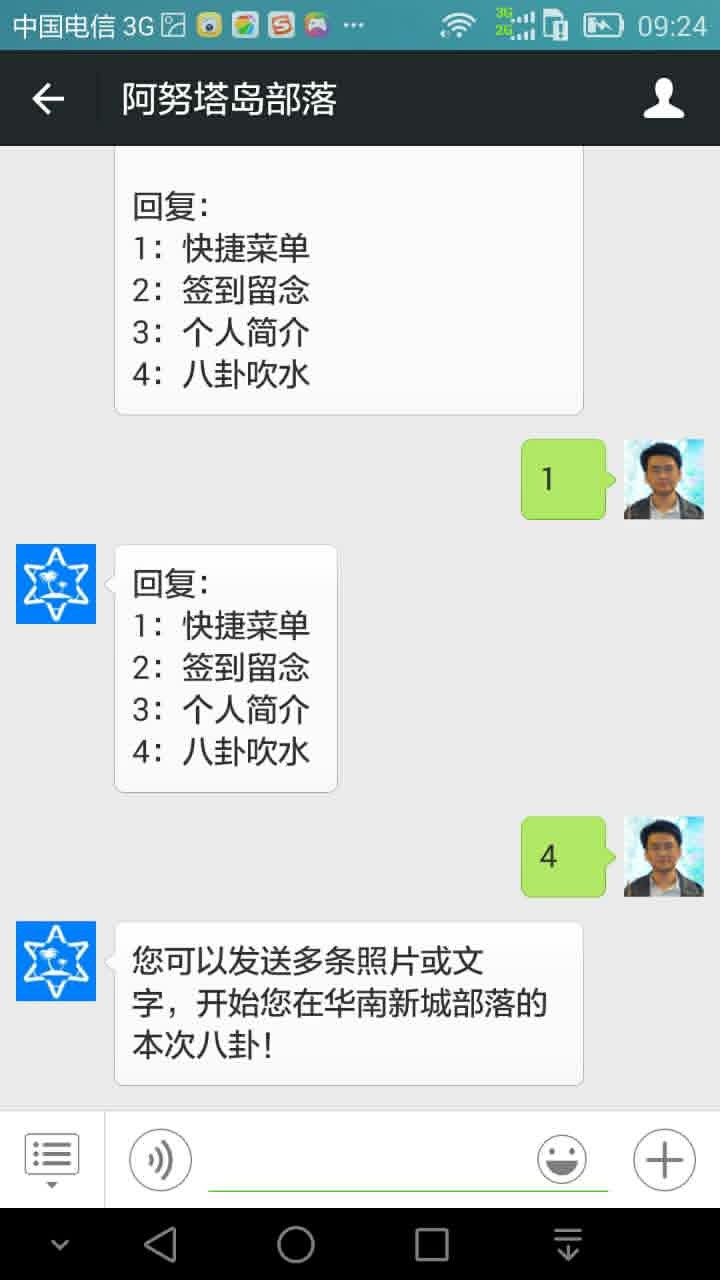 中国电信 3G
3G
2G
09:24
阿努塔岛部落
回复:
1: 快捷菜单
2: 签到留念
3: 个人简介
4: 八卦吹水
1
回复:
1: 快捷菜单
2: 签到留念
3: 个人简介
4: 八卦吹水
4
您可以发送多条照片或文
字，开始您在华南新城部落的
本次八卦！